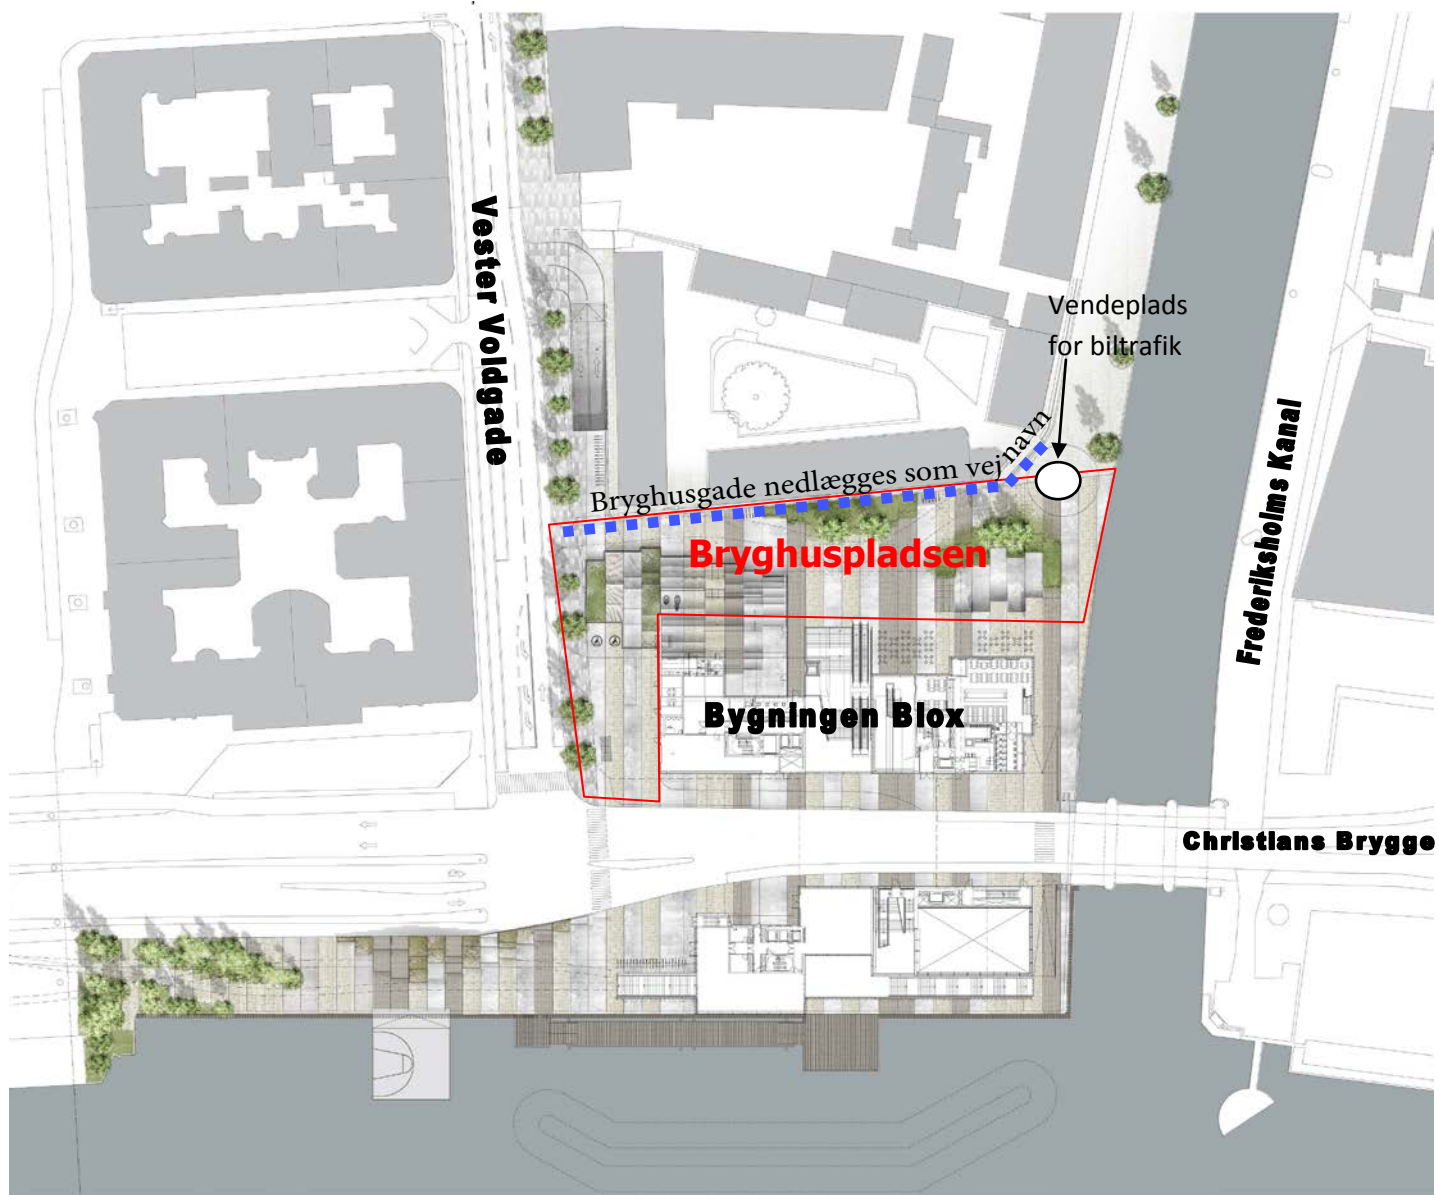 Vester Voldgade
Vendeplads
for biltrafik
Bryghusgade nedlægges som vejnavn
Bryghuspladsen
Frederiksholms Kanal
Bygningen Blox
Christians Brygge